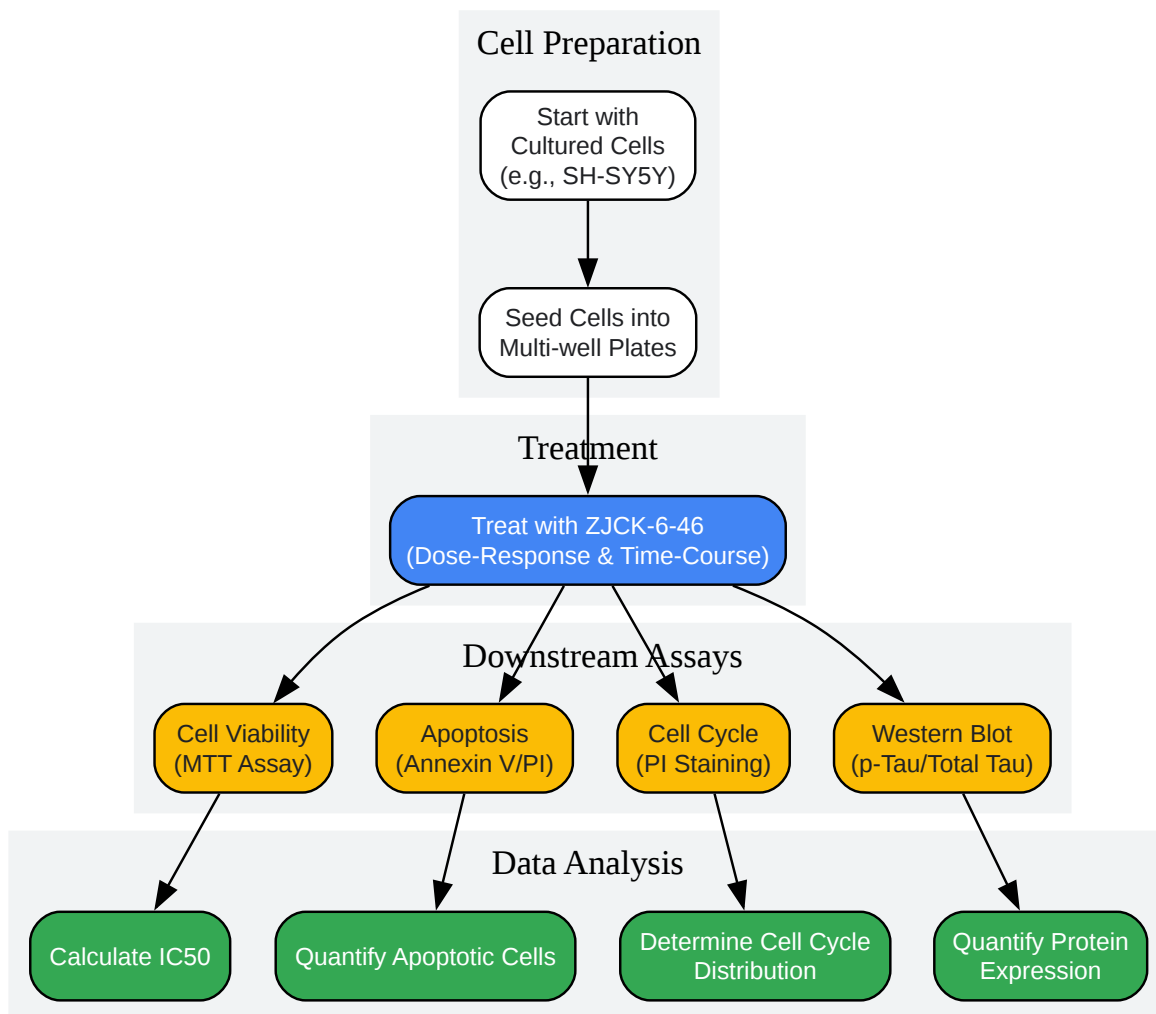 Cell Preparation
Start with
Cultured Cells
(e.g., SH-SY5Y)
Seed Cells into
Multi-well Plates
Treatment
Treat with ZJCK-6-46
(Dose-Response & Time-Course)
Downstream Assays
Cell Viability
(MTT Assay)
Apoptosis
(Annexin V/PI)
Cell Cycle
(PI Staining)
Western Blot
(p-Tau/Total Tau)
Data Analysis
Calculate IC50
Quantify Apoptotic Cells
Determine Cell Cycle
Distribution
Quantify Protein
Expression